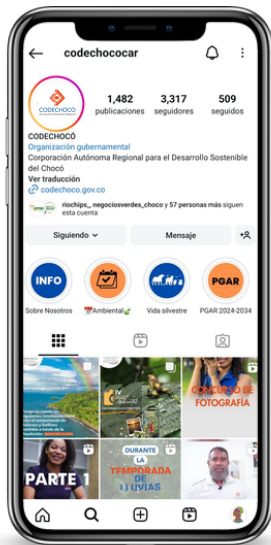 codechococar
CODECHOCÓ
1,482
3,317
509
publicaciones
seguidores
seguidos
CODECHOCÓ
Organización gubernamental
Corporación Autónoma Regional para el Desarrollo Sostenible
del Chocó
Ver traducción
codechoco.gov.co
riochips_, negociosverdes_choco y 57 personas más siguen
esta cuenta
Siguiendo
Mensaje
INFO
PGAR
Sobre Nosotros
📅Ambiental🌿
Vida silvestre
PGAR 2024-2034
IV
CONCURSO DE
FOTOGRAFÍA
PARTE 1
DURANTE
LA
TEMPORADA
DE
LLUVIAS